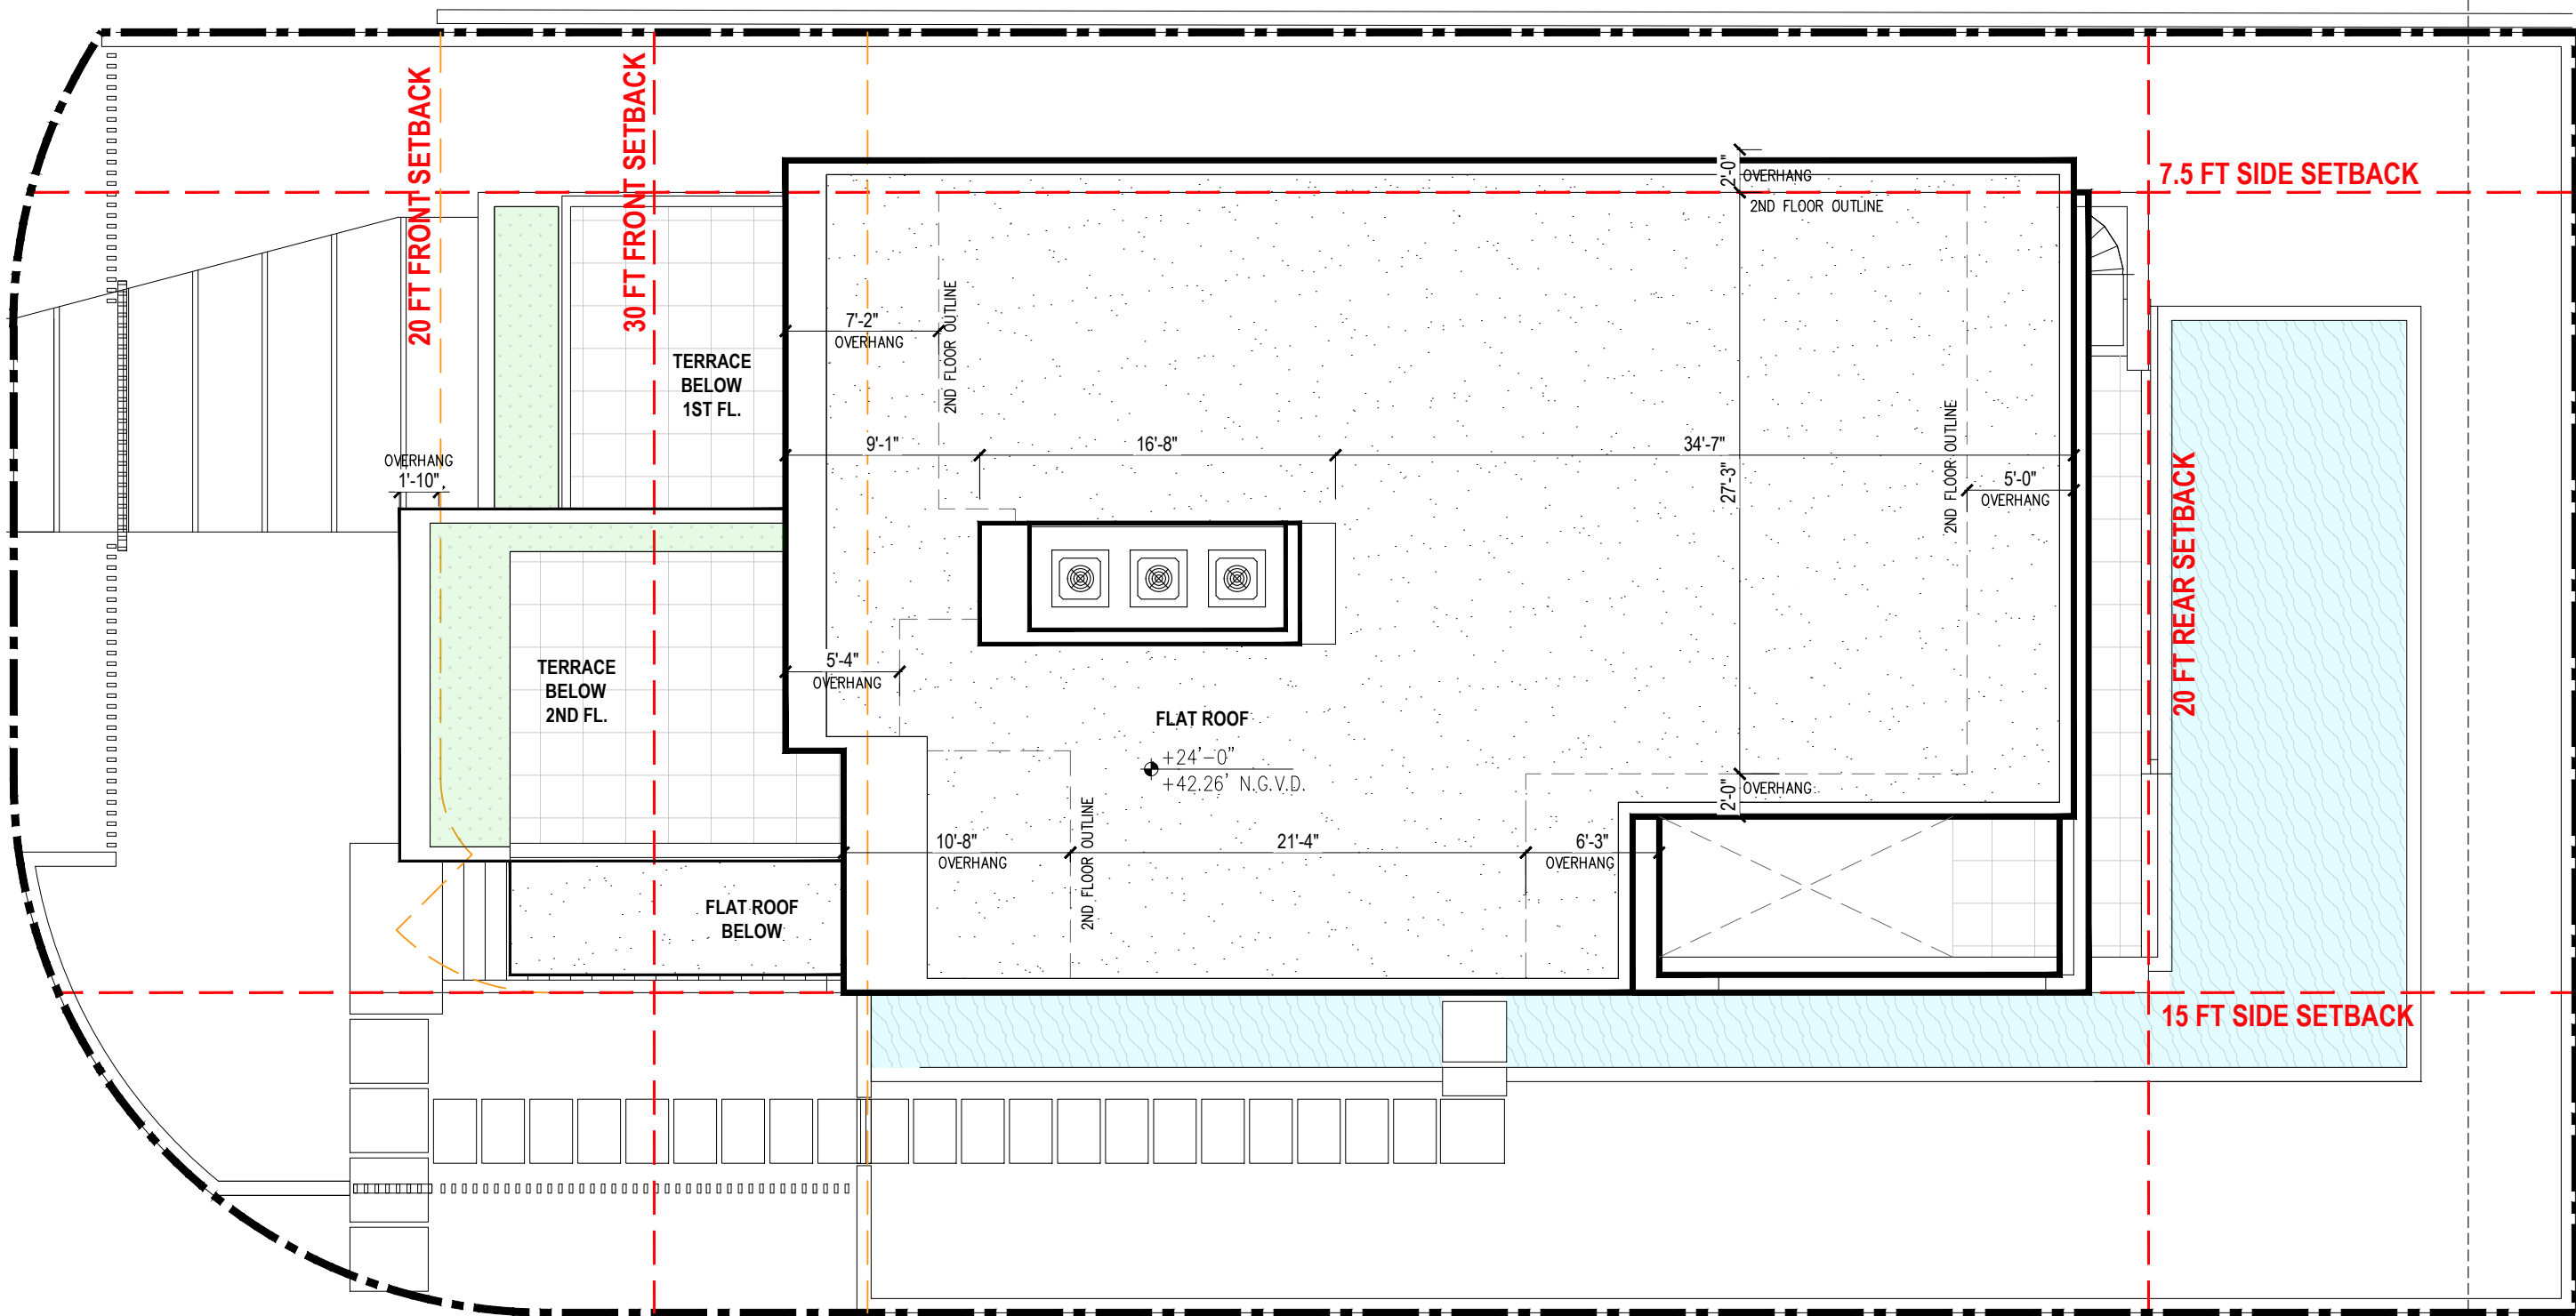 20 FT FRONT SETBACK
30 FT FRONT SETBACK
2'-0"
OVERHANG
2ND FLOOR OUTLINE
7.5 FT SIDE SETBACK
7'-2"
OVERHANG
2ND FLOOR OUTLINE
TERRACE
BELOW
1ST FL.
9'-1"
16'-8"
34'-7"
27'-3"
2ND FLOOR OUTLINE
5'-0"
OVERHANG
OVERHANG
1'-10"
20 FT REAR SETBACK
5'-4"
OVERHANG
TERRACE
BELOW
2ND FL.
FLAT ROOF
+24'-0"
+42.26' N.G.V.D.
2'-0"
OVERHANG
10'-8"
OVERHANG
2ND FLOOR OUTLINE
21'-4"
6'-3"
OVERHANG
FLAT ROOF
BELOW
15 FT SIDE SETBACK